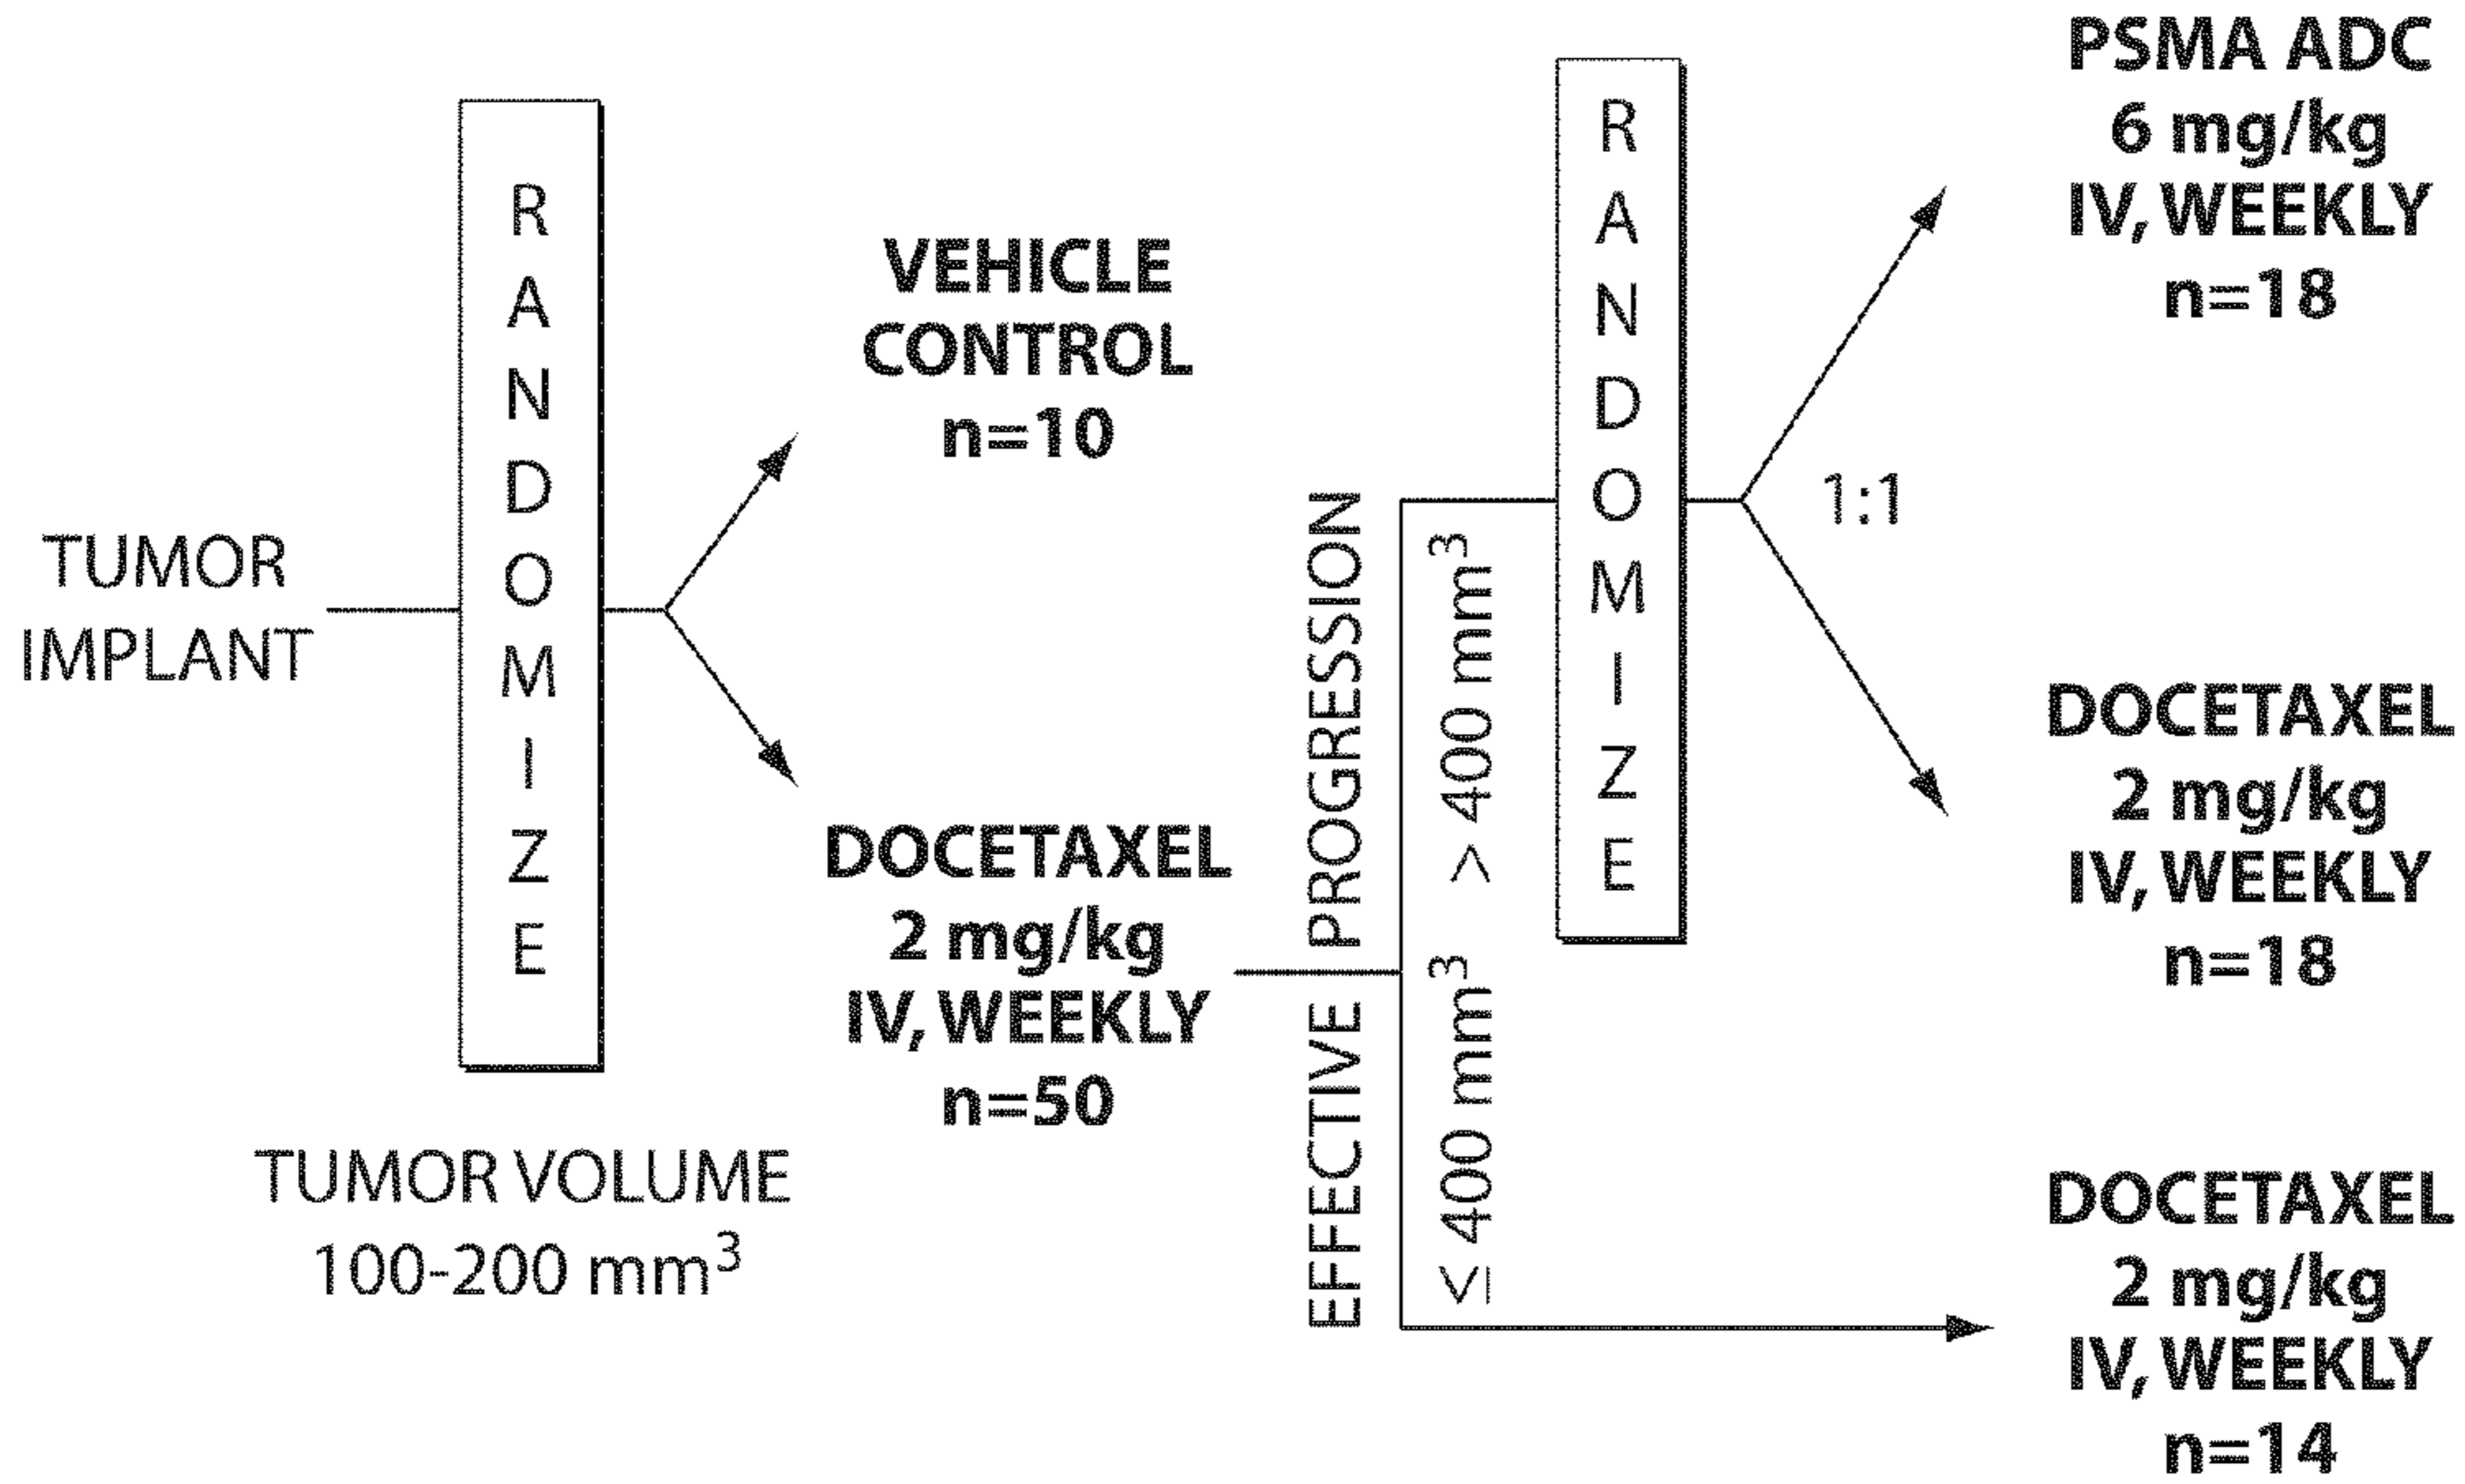 TUMOR
IMPLANT
RANDOMIZE
TUMOR VOLUME
100-200 mm³
VEHICLE
CONTROL
n=10
DOCETAXEL
2 mg/kg
IV, WEEKLY
n=50
EFFECTIVE PROGRESSION
≤ 400 mm³ > 400 mm³
RANDOMIZE
1:1
PSMA ADC
6 mg/kg
IV, WEEKLY
n=18
DOCETAXEL
2 mg/kg
IV, WEEKLY
n=18
DOCETAXEL
2 mg/kg
IV, WEEKLY
n=14